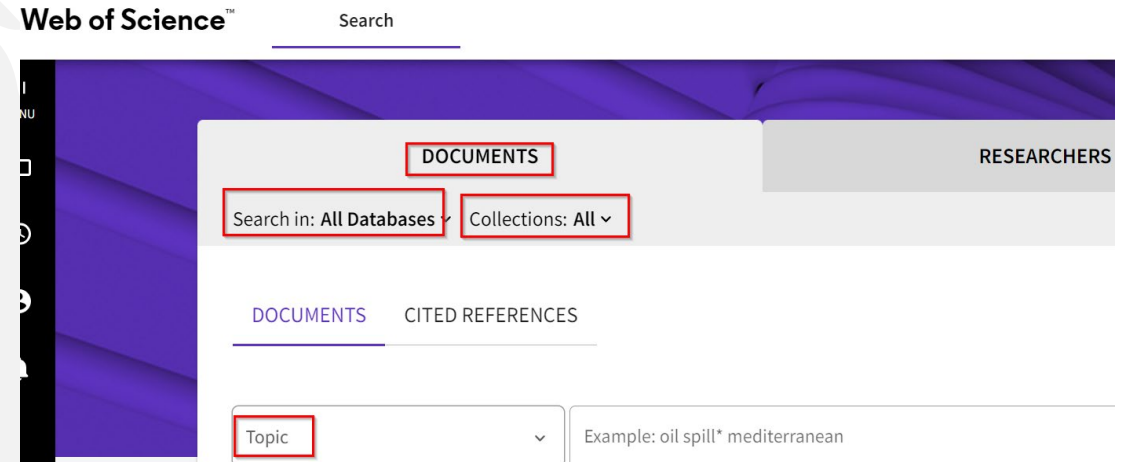 Web of Science™ Search
NU
DOCUMENTS RESEARCHERS
Search in: All Databases Collections: All
DOCUMENTS CITED REFERENCES
Topic Example: oil spill* mediterranean